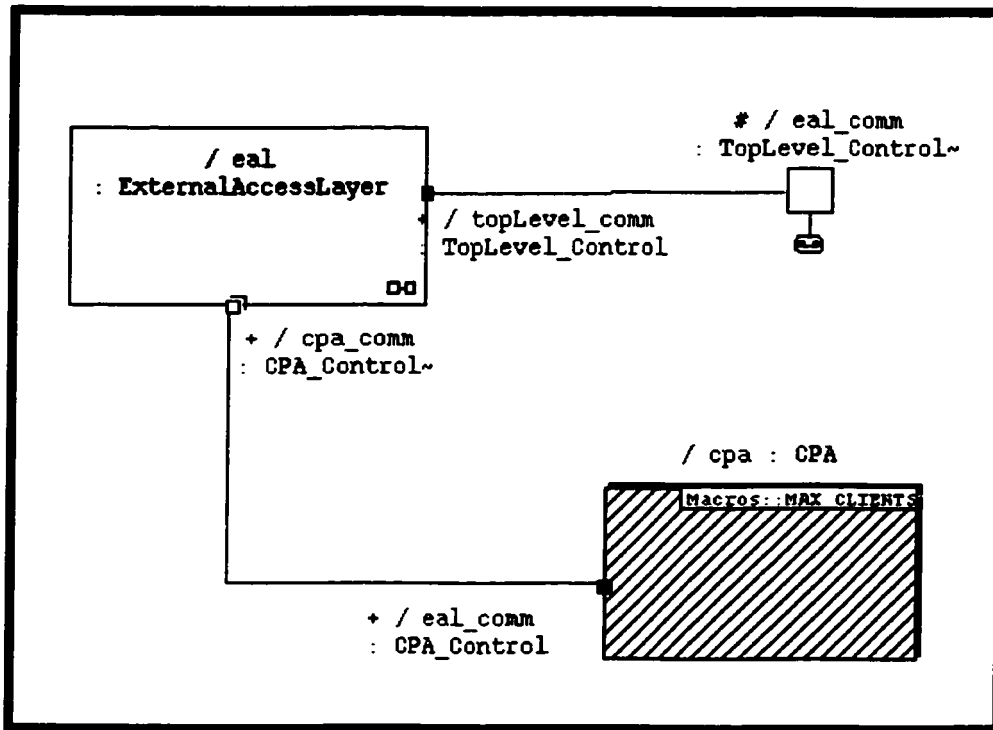 / eal
: ExternalAccessLayer
# / eal_comm
: TopLevel_Control~
+ / topLevel_comm
: TopLevel_Control
+ / cpa_comm
: CPA_Control~
/ cpa : CPA
Macros::MAX_CLIENTS
+ / eal_comm
: CPA_Control